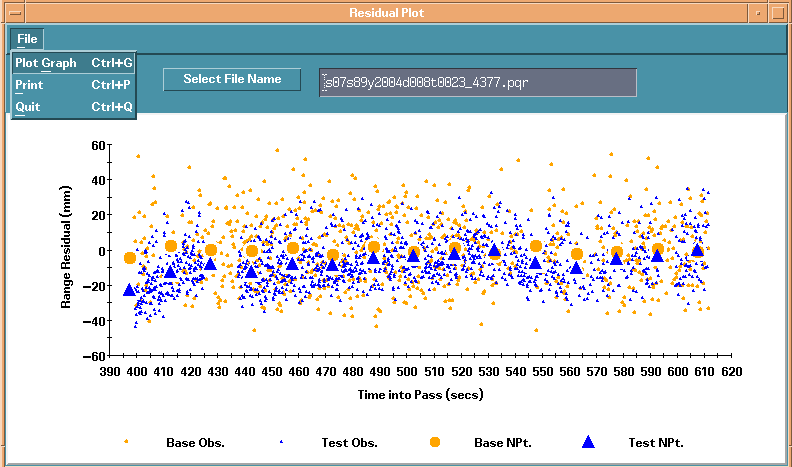 Residual Plot
File
Plot Graph Ctrl+G
Print Ctrl+P
Quit Ctrl+Q
Select File Name
s07s89y2004d008t0023_4377.pqr
Range Residual (mm)
60
40
20
0
-20
-40
-60
390 400 410 420 430 440 450 460 470 480 490 500 510 520 530 540 550 560 570 580 590 600 610 620
Time into Pass (secs)
Base Obs. Test Obs. Base NPt. Test NPt.